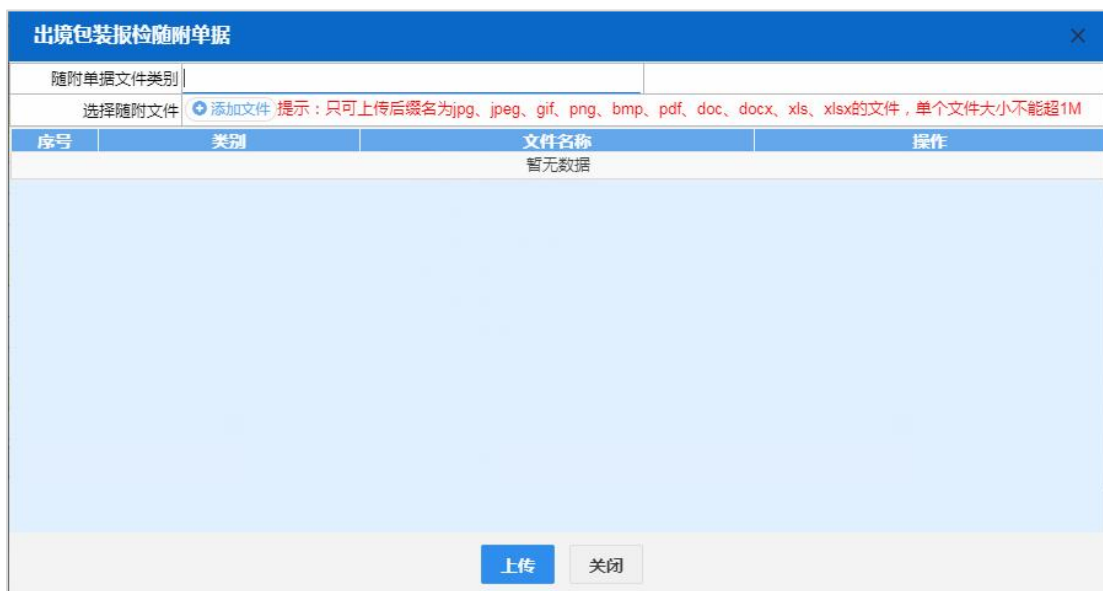 出境包装报检随附单据
随附单据文件类别
选择随附文件 添加文件 提示：只可上传后缀名为jpg、jpeg、gif、png、bmp、pdf、doc、docx、xls、xlsx的文件，单个文件大小不能超1M
序号 类别 文件名称 操作
暂无数据
上传 关闭